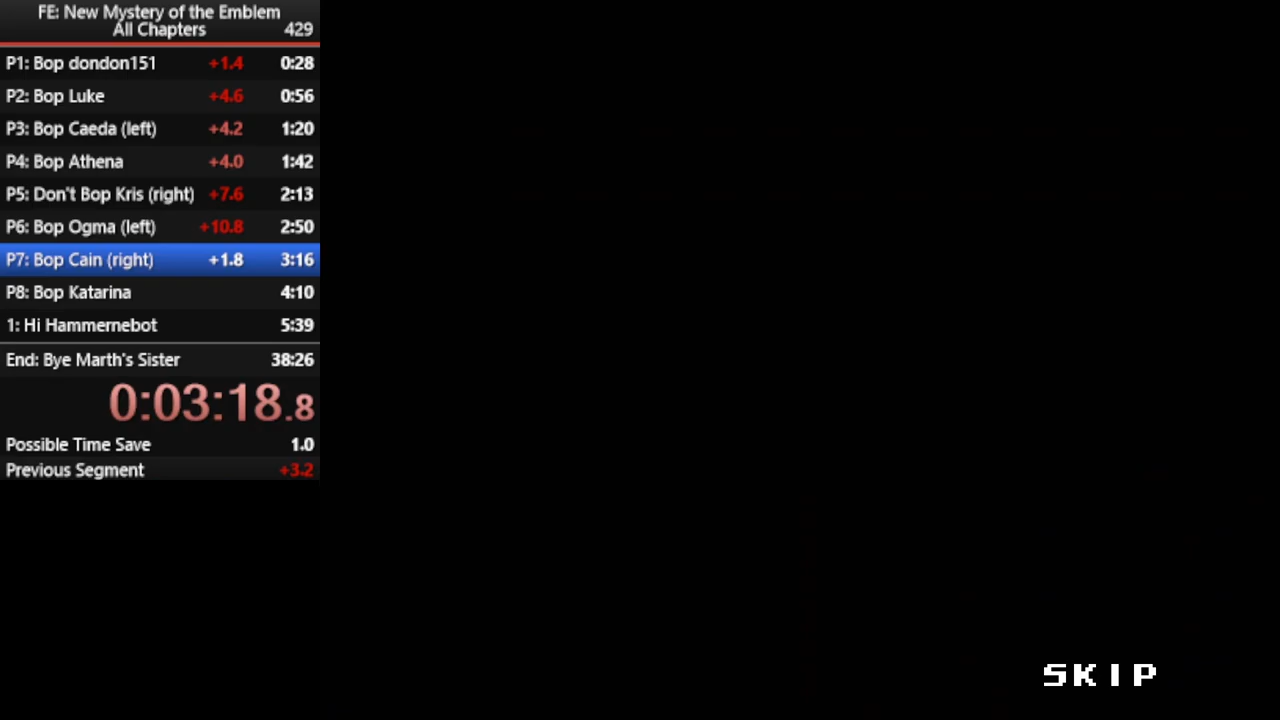 FE: New Mystery of the Emblem
All Chapters 429
P1: Bop dondon151 +1.4 0:28
P2: Bop Luke +4.6 0:56
P3: Bop Caeda (left) +4.2 1:20
P4: Bop Athena +4.0 1:42
P5: Don't Bop Kris (right) +7.6 2:13
P6: Bop Ogma (left) +10.8 2:50
P7: Bop Cain (right) +1.8 3:16
P8: Bop Katarina 4:10
1: Hi Hammernebot 5:39
End: Bye Marth's Sister 38:26
0:03:18.8
Possible Time Save 1.0
Previous Segment +3.2
SKIP